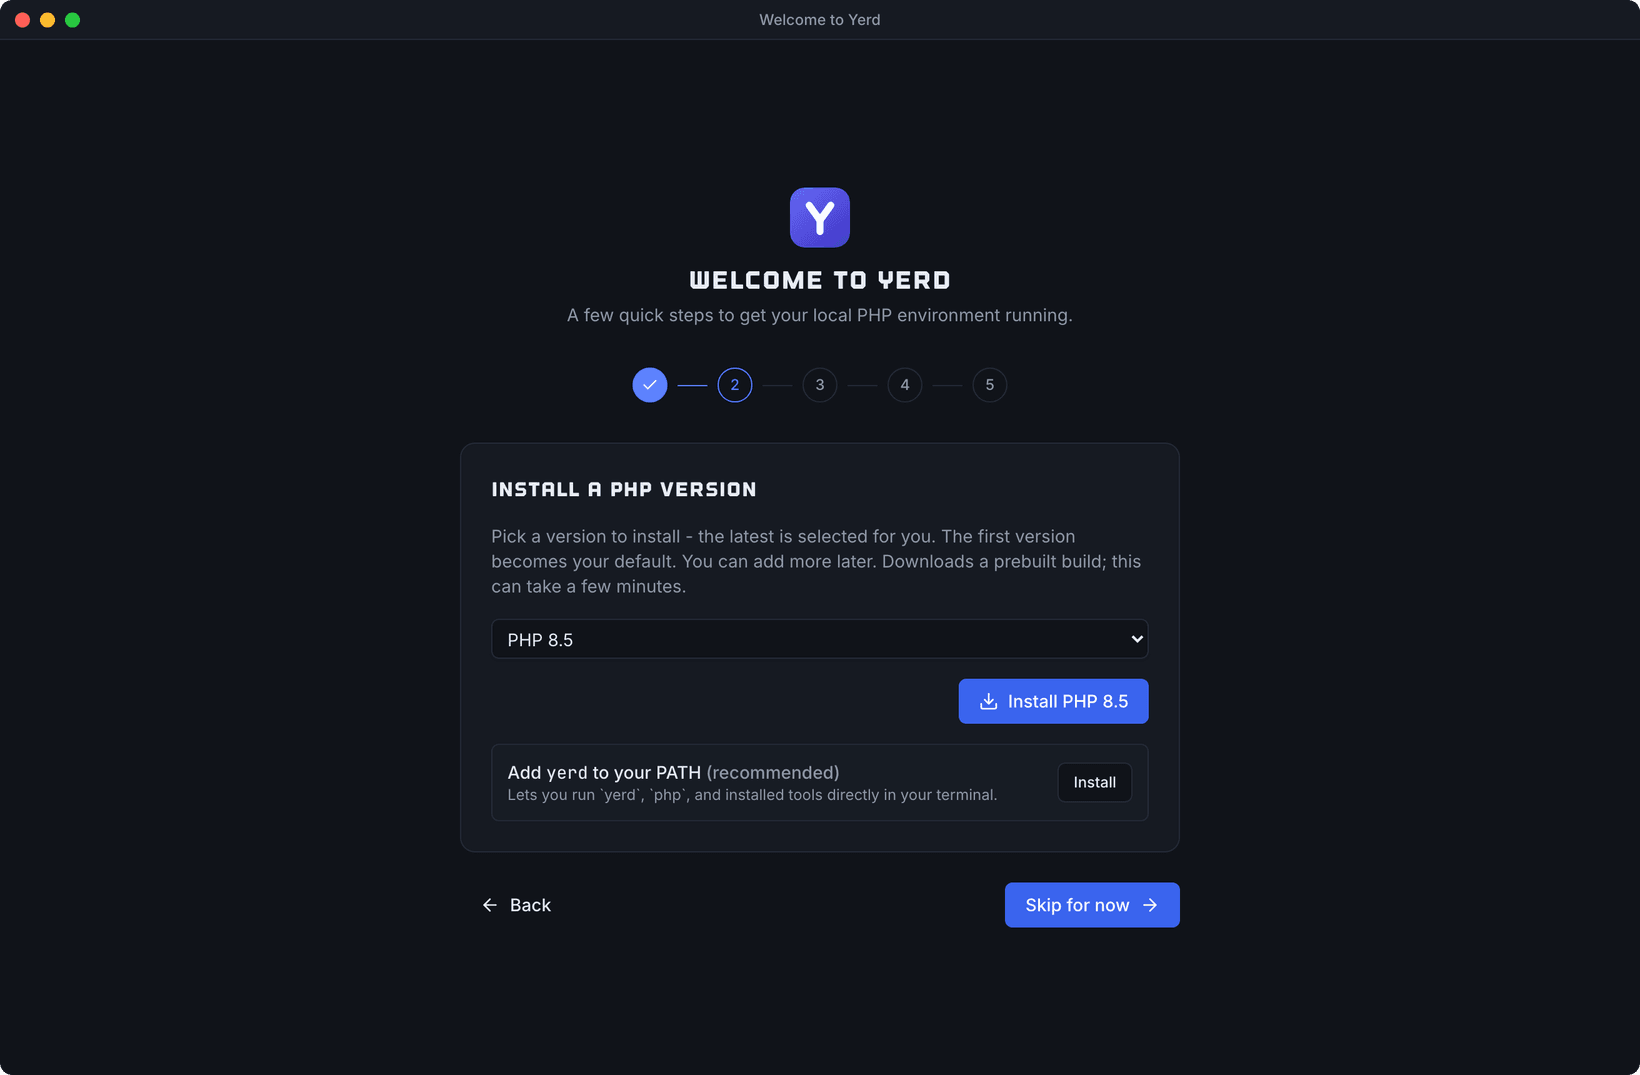 Welcome to Yerd
Y
WELCOME TO YERD
A few quick steps to get your local PHP environment running.
2
3
4
5
INSTALL A PHP VERSION
Pick a version to install - the latest is selected for you. The first version
becomes your default. You can add more later. Downloads a prebuilt build; this
can take a few minutes.
PHP 8.5
Install PHP 8.5
Add yerd to your PATH (recommended)
Lets you run `yerd`, `php`, and installed tools directly in your terminal.
Install
Back
Skip for now